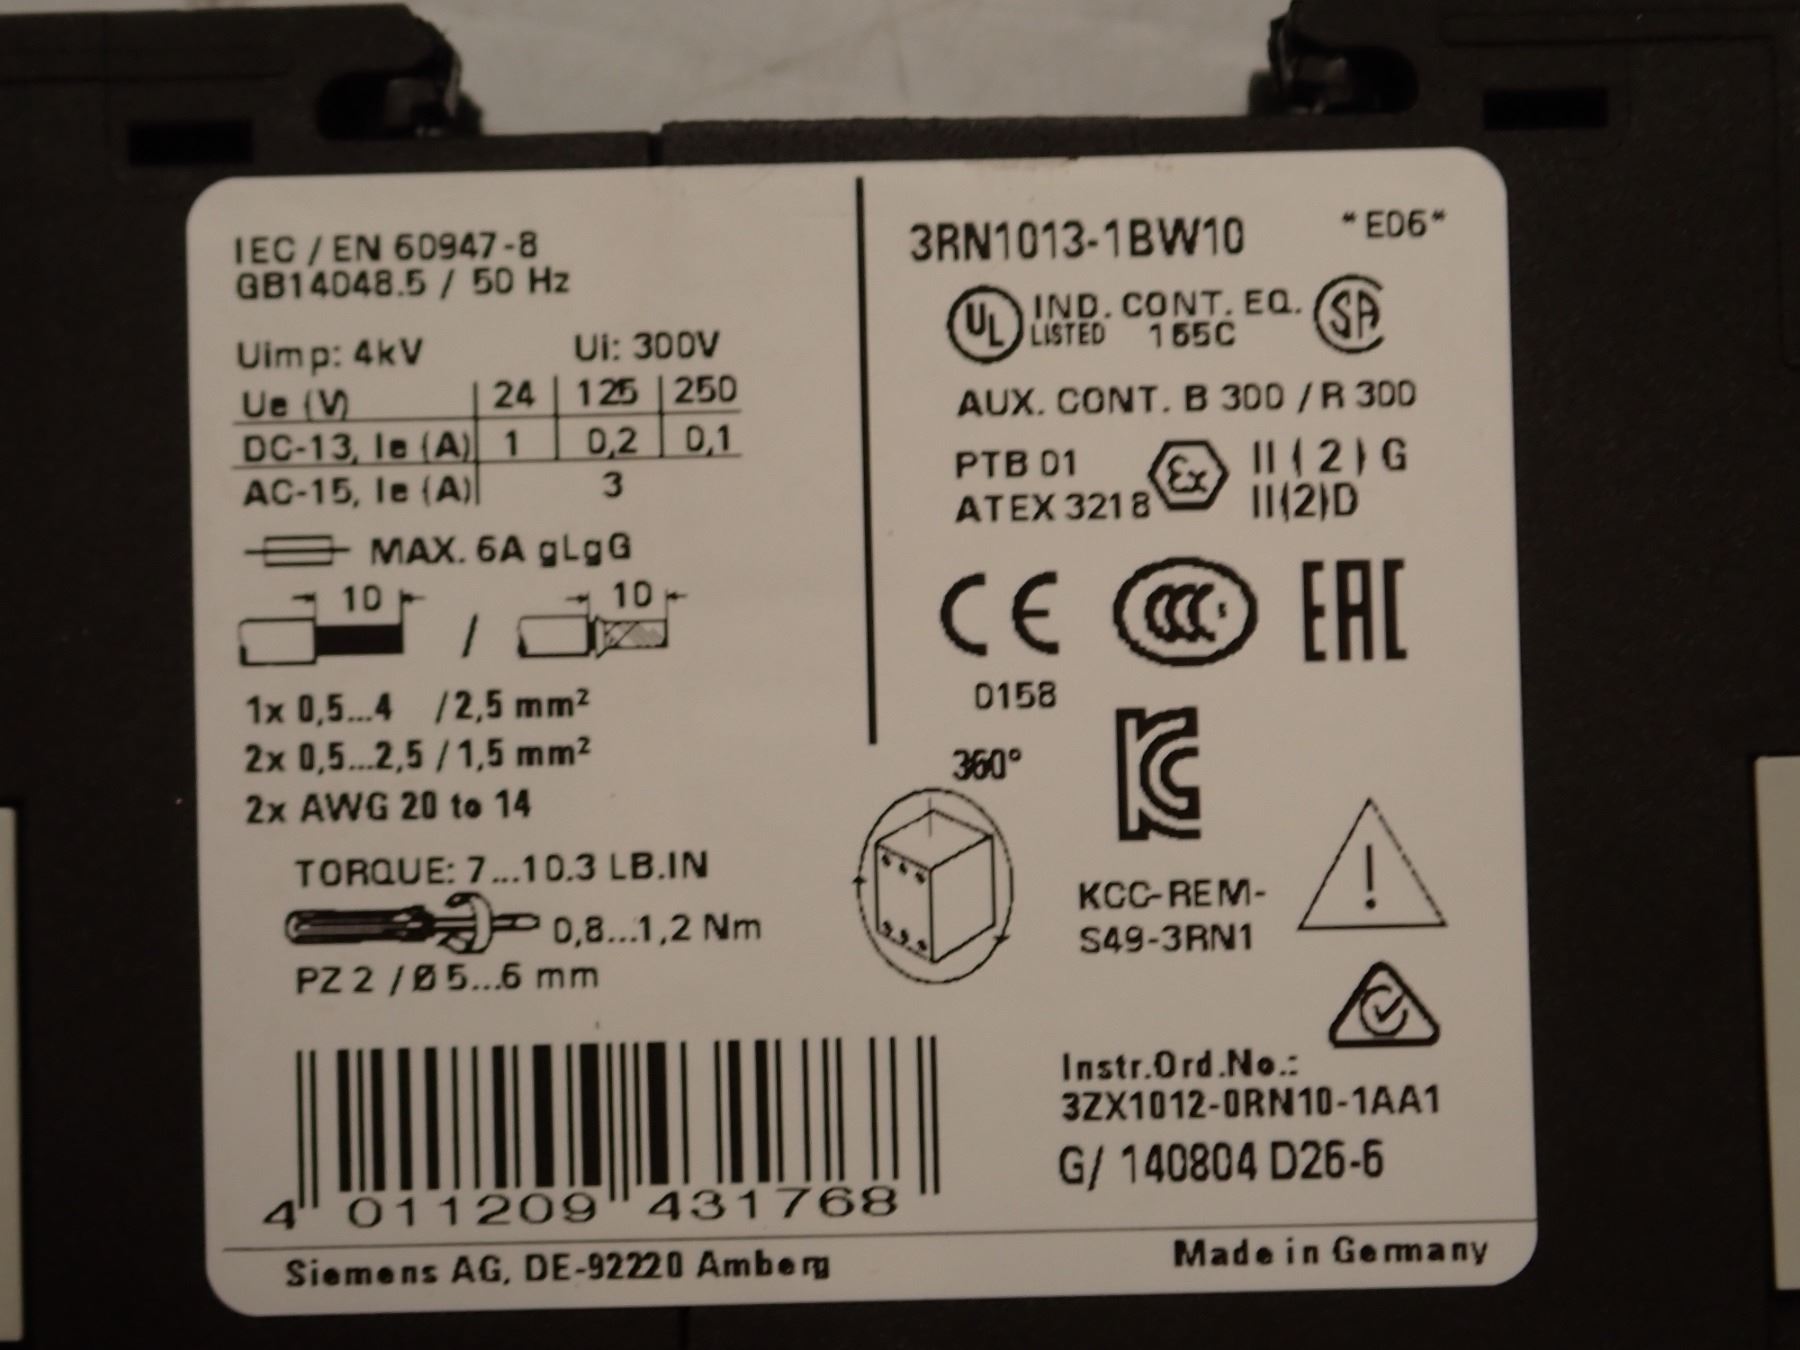 IEC / EN 60947-8
GB14048.5 / 50 Hz
Uimp: 4kV Ui: 300V
Ue (V) 24 125 250
DC-13, Ie (A) 1 0,2 0,1
AC-15, Ie (A) 3
MAX. 6A gLgG
10 / 10
1x 0,5...4 /2,5 mm²
2x 0,5...2,5 / 1,5 mm²
2x AWG 20 to 14
TORQUE: 7...10.3 LB.IN
0,8...1,2 Nm
PZ 2 / Ø 5...6 mm
4 011209 431768
3RN1013-1BW10 "E06"
UL IND. CONT. EQ. SA
LISTED 165C
AUX. CONT. B 300 / R 300
PTB 01 Ex II (2) G
ATEX 3218 II(2)D
CE CCC EAC
0158
360°
KC
!
KCC-REM-
S49-3RN1
Instr.Ord.No.:
3ZX1012-0RN10-1AA1
G/ 140804 D26-6
Siemens AG, DE-92220 Amberg
Made in Germany